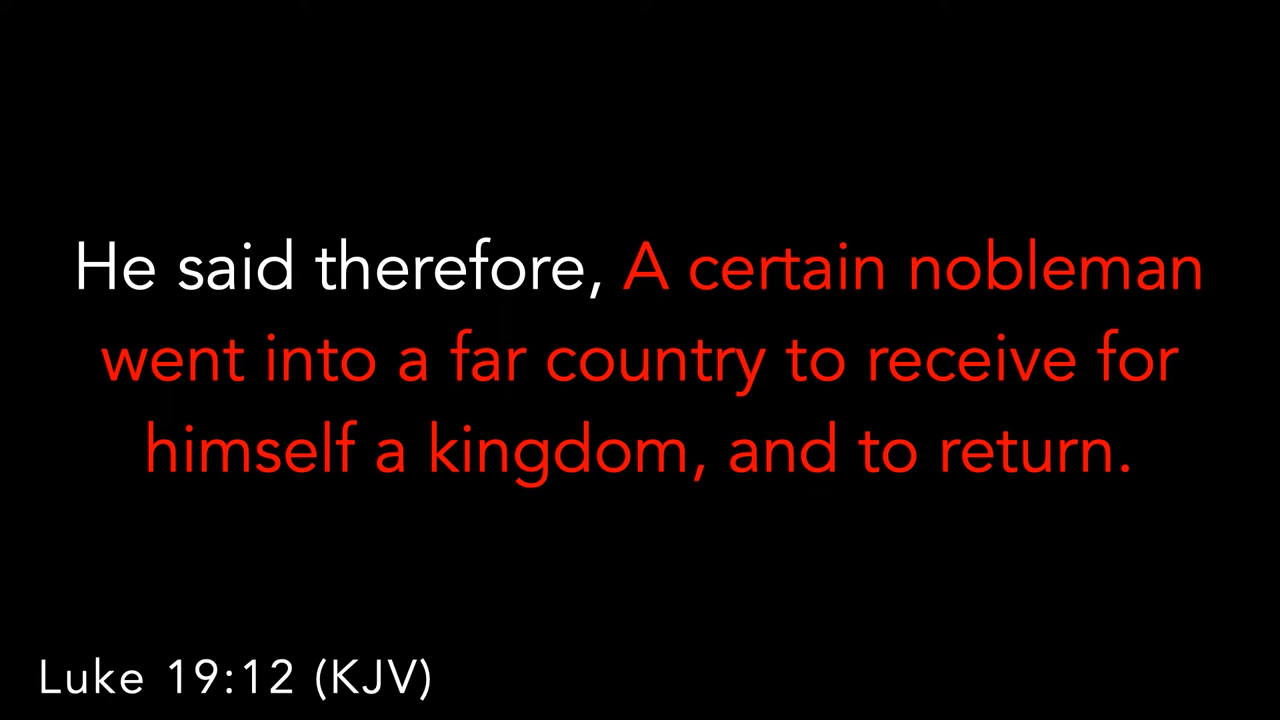 He said therefore, A certain nobleman
went into a far country to receive for
himself a kingdom, and to return.
Luke 19:12 (KJV)